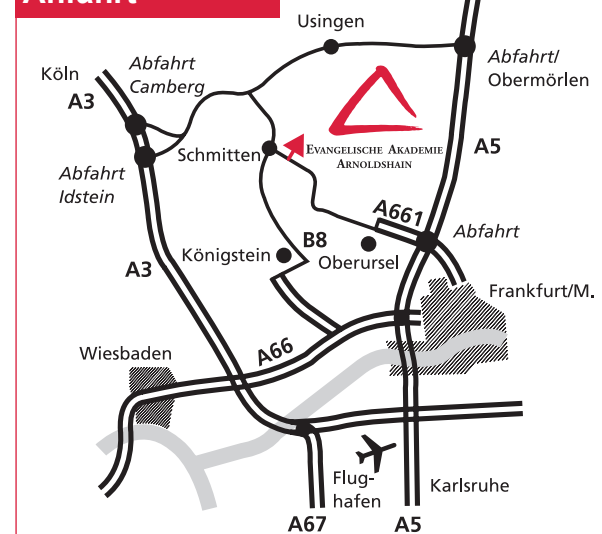 Anfahrt
Usingen
Köln
A3
Abfahrt
Camberg
Abfahrt/
Obermörlen
A5
Schmitten
EVANGELISCHE AKADEMIE
ARNOLDSHAIN
Abfahrt
Idstein
A661
Abfahrt
B8
Königstein
Oberursel
A3
Frankfurt/M.
A66
Wiesbaden
Flug-
hafen
Karlsruhe
A67
A5